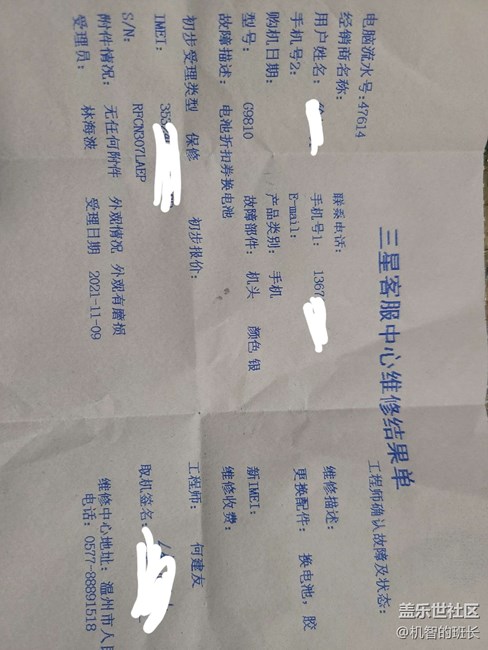 三星客服中心维修结果单
电脑流水号:47614
经销商名称:
联系电话:
工程师确认故障及状态:
用户姓名:
手机号1: 1367
手机号2:
E-mail:
维修描述:
购机日期:
产品类别: 手机
更换配件: 换电池, 胶
型号: G9810
故障部件: 机头 颜色 银
故障描述: 电池折扣券换电池
新IMEI:
维修收费:
初步受理类型 保修 初步报价:
IMEI: 35
工程师: 何建友
S/N: RFCN307LAEP
取机签名:
附件情况: 无任何附件 外观情况 外观有磨损
受理员: 林海波 受理日期 2021-11-09
维修中心地址: 温州市人民
电话: 0577-88891518
盖乐世社区
@机智的班长